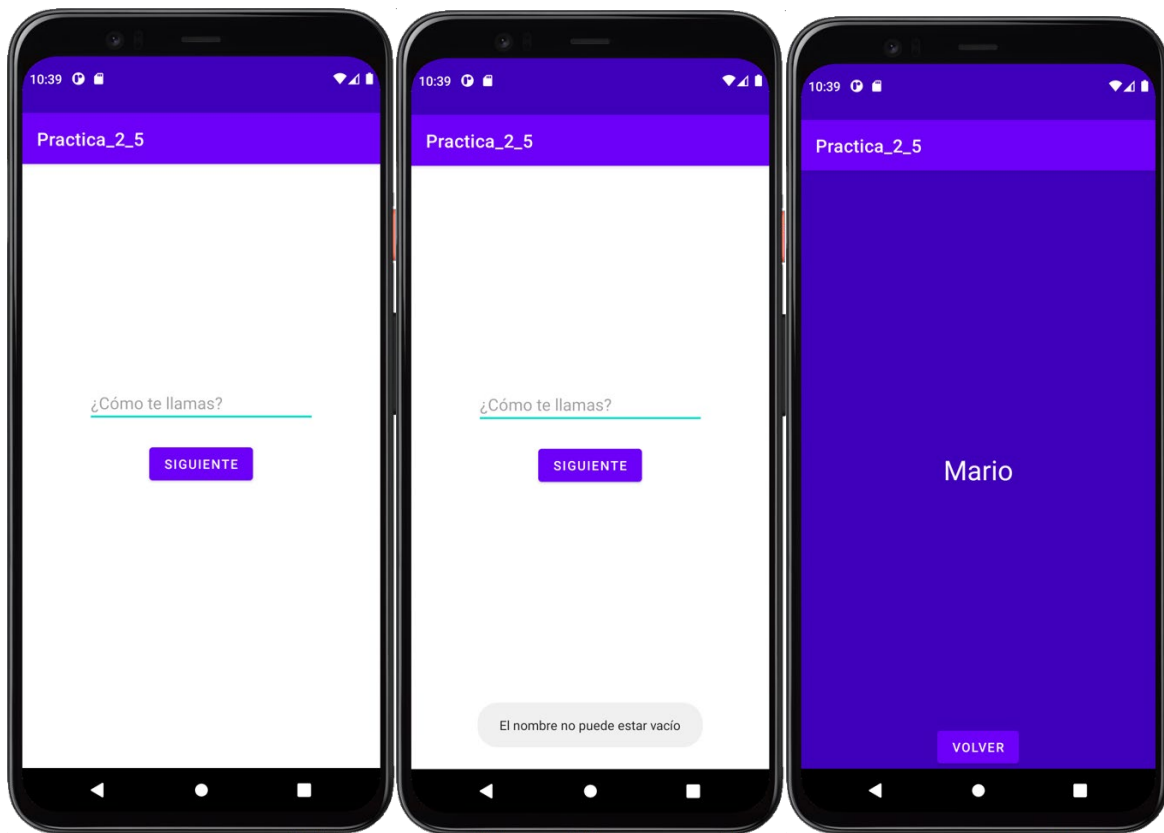 10:39
Practica_2_5
¿Cómo te llamas?
SIGUIENTE
10:39
Practica_2_5
¿Cómo te llamas?
SIGUIENTE
El nombre no puede estar vacío
10:39
Practica_2_5
Mario
VOLVER